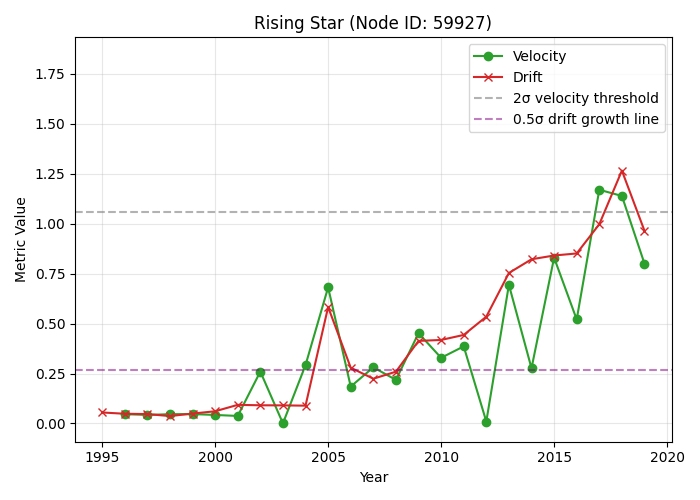 Rising Star (Node ID: 59927)
Velocity
Drift
2σ velocity threshold
0.5σ drift growth line
Metric Value
1.75
1.50
1.25
1.00
0.75
0.50
0.25
0.00
1995
2000
2005
2010
2015
2020
Year